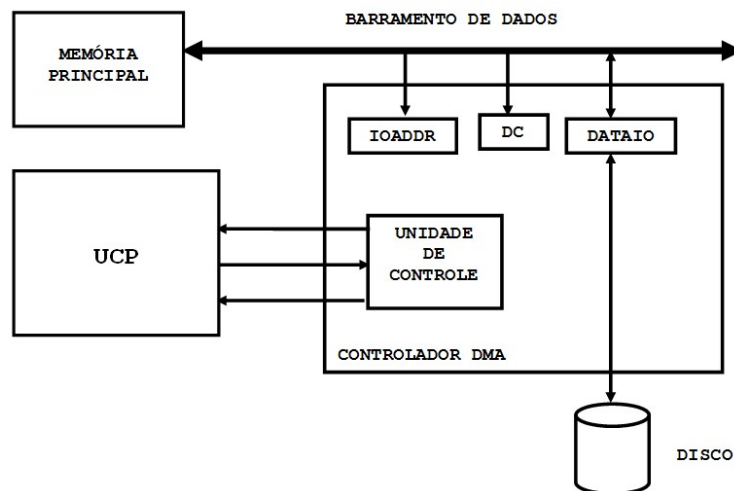 BARRAMENTO DE DADOS
MEMÓRIA
PRINCIPAL
IOADDR
DC
DATAIO
UCP
UNIDADE
DE
CONTROLE
CONTROLADOR DMA
DISCO